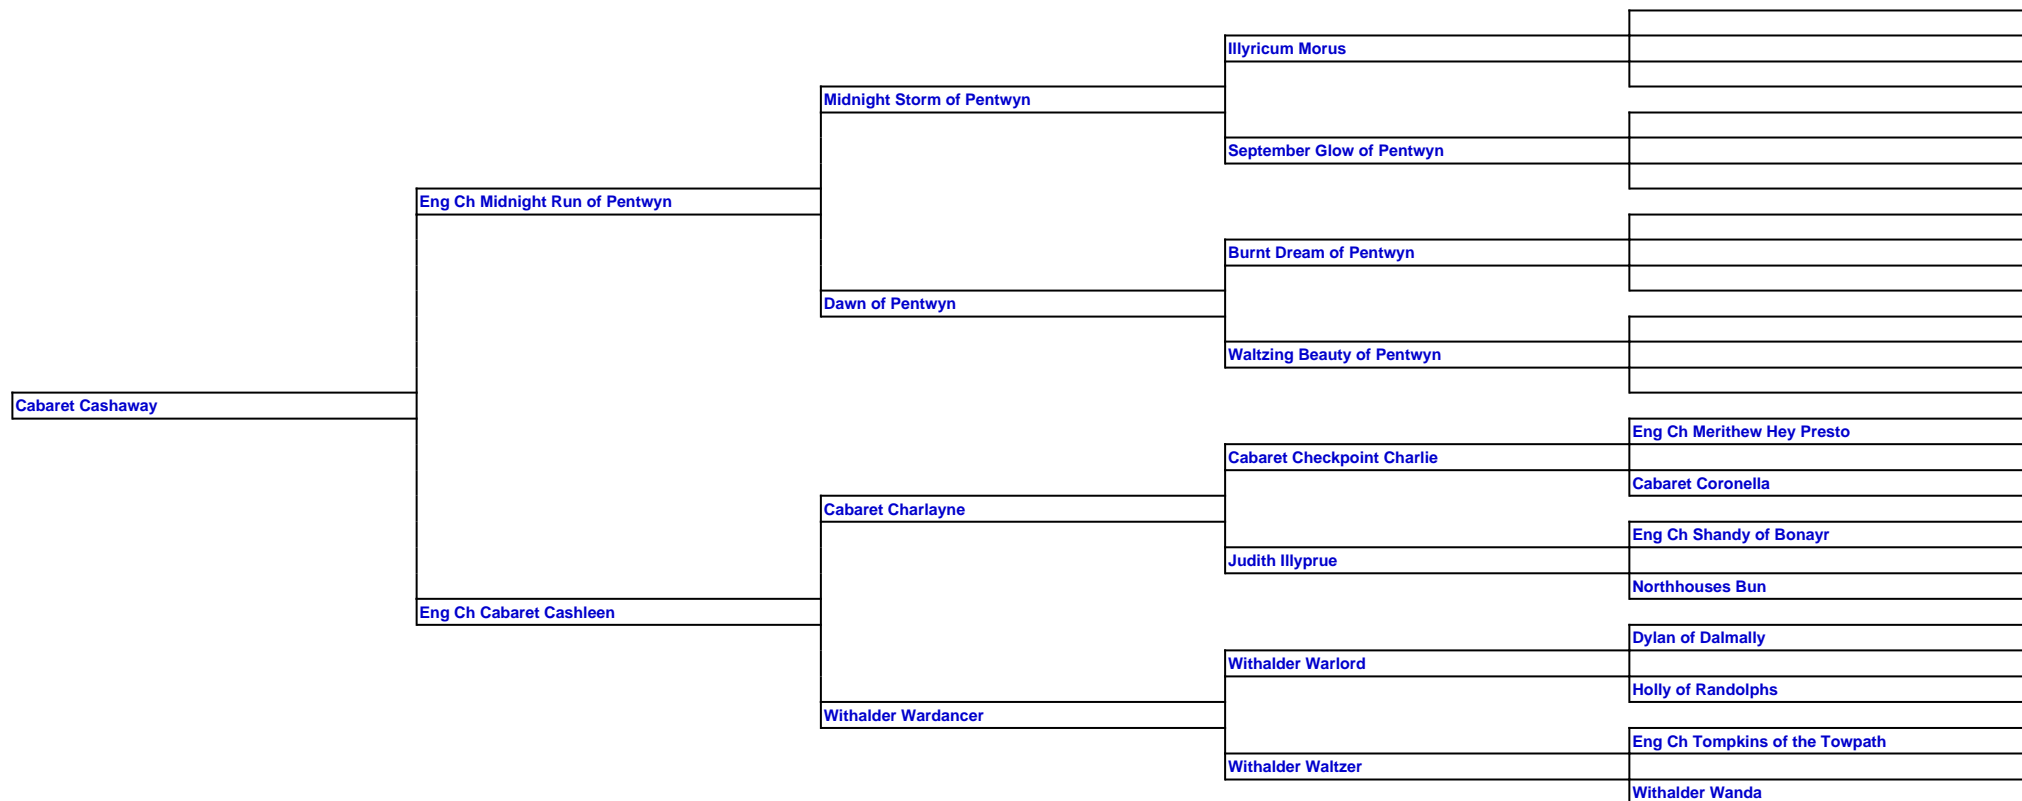 Illyricum Morus
Midnight Storm of Pentwyn
September Glow of Pentwyn
Eng Ch Midnight Run of Pentwyn
Burnt Dream of Pentwyn
Dawn of Pentwyn
Waltzing Beauty of Pentwyn
Cabaret Cashaway
Eng Ch Merithew Hey Presto
Cabaret Checkpoint Charlie
Cabaret Coronella
Cabaret Charlayne
Eng Ch Shandy of Bonayr
Judith Illyprue
Northhouses Bun
Eng Ch Cabaret Cashleen
Dylan of Dalmally
Withalder Warlord
Holly of Randolphs
Withalder Wardancer
Eng Ch Tompkins of the Towpath
Withalder Waltzer
Withalder Wanda